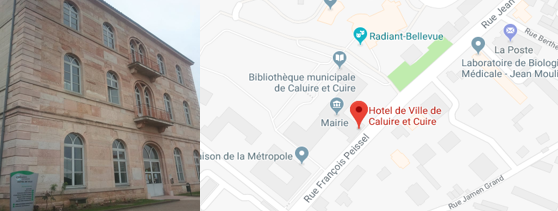 Radiant-Bellevue
Rue Jean
La Poste
Rue Berthe
Laboratoire de Biologi
Médicale - Jean Mouli
Bibliothèque municipale
de Caluire et Cuire
Hotel de Ville de
Caluire et Cuire
Mairie
aison de la Métropole
Rue François Peissel
Rue Jamen Grand